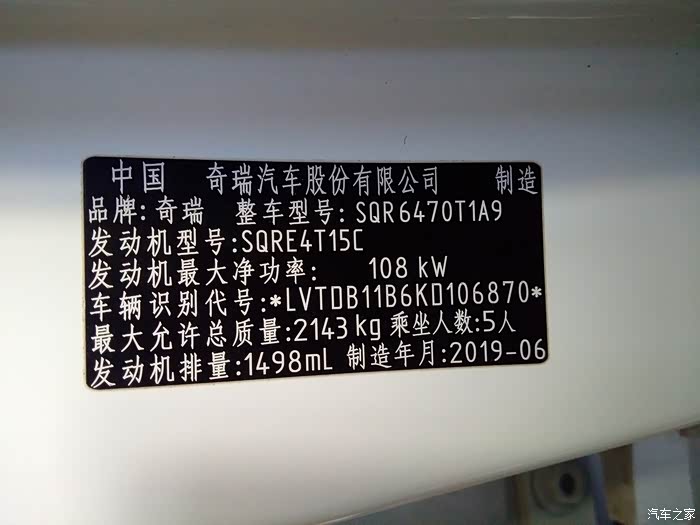 中国 奇瑞汽车股份有限公司 制造
品牌:奇瑞 整车型号:SQR6470T1A9
发动机型号:SQRE4T15C
发动机最大净功率: 108 kW
车辆识别代号:*LVTDB11B6KD106870*
最大允许总质量:2143kg 乘坐人数:5人
发动机排量:1498mL 制造年月:2019-06
汽车之家